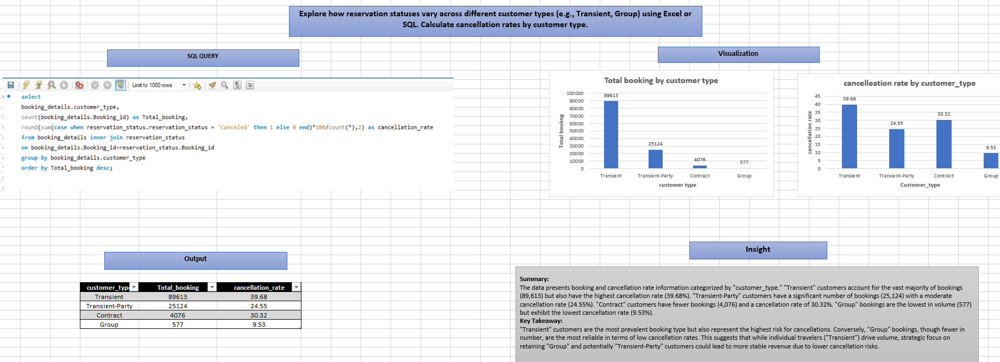 Explore how reservation statuses vary across different customer types (e.g., Transient, Group) using Excel or
SQL. Calculate cancellation rates by customer type.
SQL QUERY
Limit to 1000 rows
select
booking_details.customer_type,
count(booking_details.Booking_id) as Total_booking,
round(sum(case when reservation_status.reservation_status = 'Canceled' then 1 else 0 end)*100/count(*),2) as cancellation_rate
from booking_details inner join reservation_status
on booking_details.Booking_id=reservation_status.Booking_id
group by booking_details.customer_type
order by Total_booking desc;
Output
customer_type Total_booking cancellation_rate
Transient 89613 39.68
Transient-Party 25124 24.55
Contract 4076 30.32
Group 577 9.53
Visualization
Total booking by customer type
Total bookng
100000
90000
80000
70000
60000
50000
40000
30000
20000
10000
0
89613
25124
4076
577
Transient Transient-Party Contract Group
customer type
cancelleation rate by customer_type
cancellation rate
45
40
35
30
25
20
15
10
5
0
39.68
24.55
30.32
9.53
Transient Transient-Party Contract Group
Customer_type
Insight
Summary:
The data presents booking and cancellation rate information categorized by "customer_type." "Transient" customers account for the vast majority of bookings
(89,613) but also have the highest cancellation rate (39.68%). "Transient-Party" customers have a significant number of bookings (25,124) with a moderate
cancellation rate (24.55%). "Contract" customers have fewer bookings (4,076) and a cancellation rate of 30.32%. "Group" bookings are the lowest in volume (577)
but exhibit the lowest cancellation rate (9.53%).
Key Takeaway:
"Transient" customers are the most prevalent booking type but also represent the highest risk for cancellations. Conversely, "Group" bookings, though fewer in
number, are the most reliable in terms of low cancellation rates. This suggests that while individual travelers ("Transient") drive volume, strategic focus on
retaining "Group" and potentially "Transient-Party" customers could lead to more stable revenue due to lower cancellation risks.